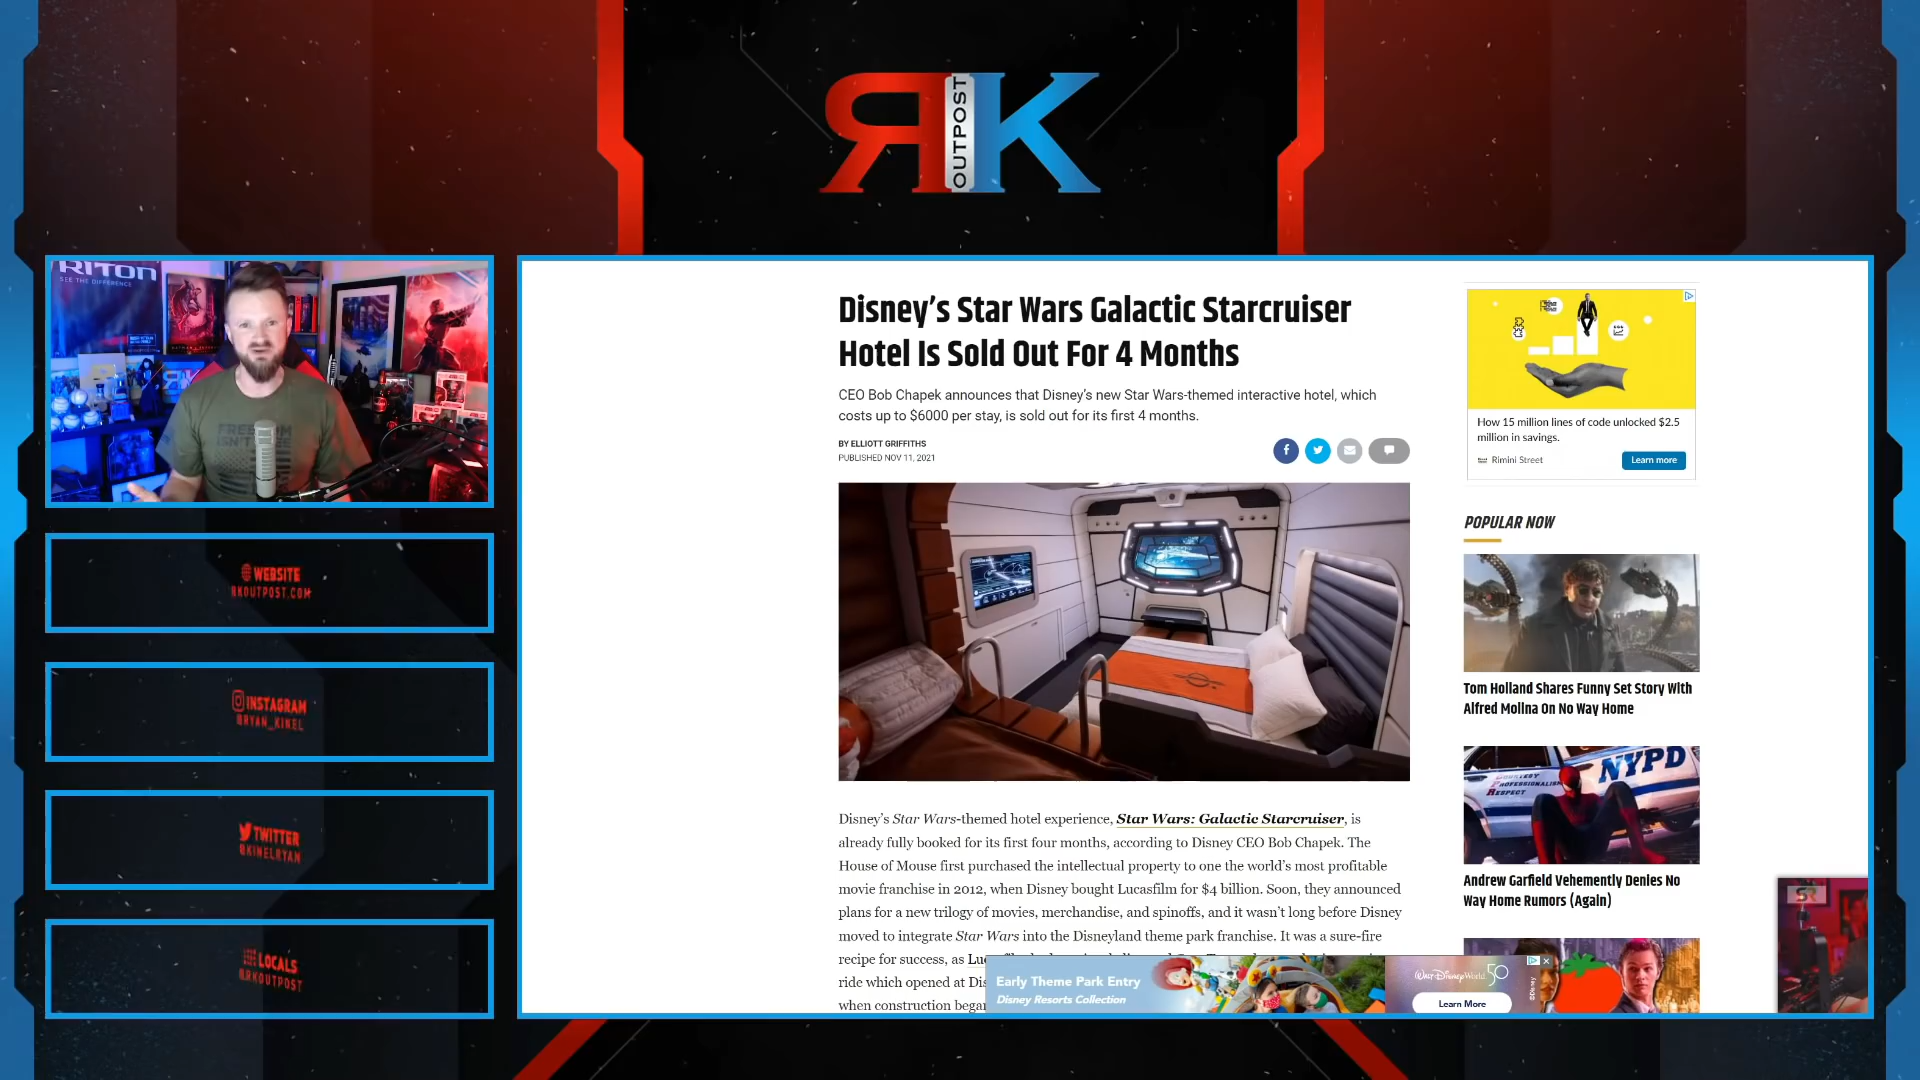 RK
OUTPOST
RITON
SEE THE DIFFERENCE
WEBSITE
RKOUTPOST.COM
INSTAGRAM
@RYAN_KINEL
TWITTER
@KINELRYAN
LOCALS
@RKOUTPOST
Disney's Star Wars Galactic Starcruiser
Hotel Is Sold Out For 4 Months
CEO Bob Chapek announces that Disney's new Star Wars-themed interactive hotel, which
costs up to $6000 per stay, is sold out for its first 4 months.
BY ELLIOTT GRIFFITHS
PUBLISHED NOV 11, 2021
Disney's Star Wars-themed hotel experience, Star Wars: Galactic Starcruiser, is
already fully booked for its first four months, according to Disney CEO Bob Chapek. The
House of Mouse first purchased the intellectual property to one the world's most profitable
movie franchise in 2012, when Disney bought Lucasfilm for $4 billion. Soon, they announced
plans for a new trilogy of movies, merchandise, and spinoffs, and it wasn't long before Disney
moved to integrate Star Wars into the Disneyland theme park franchise. It was a sure-fire
recipe for success, as
ride which opened at
when construction began
Early Theme Park Entry
Disney Resorts Collection
Walt Disney World 50
Learn More
How 15 million lines of code unlocked $2.5
million in savings.
Rimini Street
Learn more
POPULAR NOW
Tom Holland Shares Funny Set Story With
Alfred Molina On No Way Home
COURTESY
PROFESSIONALISM
RESPECT
NYPD
Andrew Garfield Vehemently Denies No
Way Home Rumors (Again)
SR